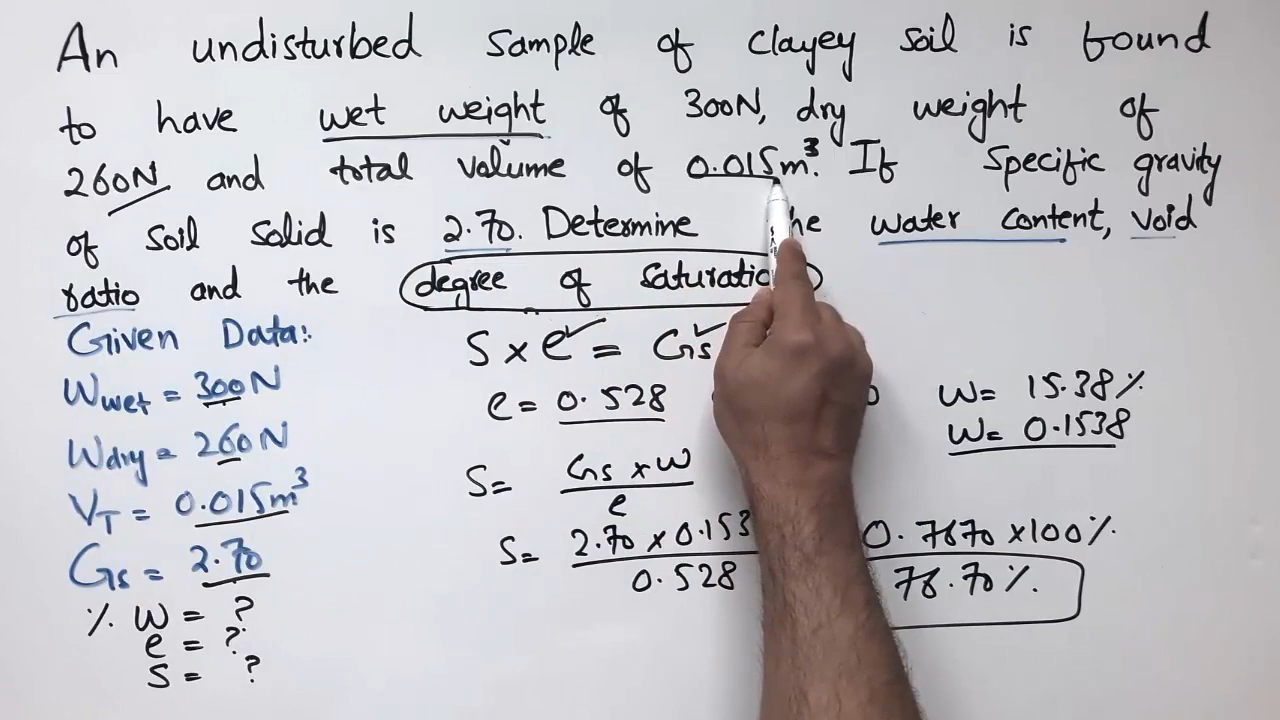 An undisturbed sample of clayey soil is found
to have wet weight of 300N, dry weight of
260N and total volume of 0.015m³. If specific gravity
of soil solid is 2.70. Determine the water content, void
ratio and the degree of saturation
Given Data:
Wwet = 300N
Wdry = 260N
VT = 0.015m³
Gs = 2.70
% w = ?
e = ?
S = ?
S × e = Gs
e = 0.528
w = 15.38%
w = 0.1538
S = Gs × w
e
S = 2.70 × 0.153
0.528
0.7870 × 100%
78.70%